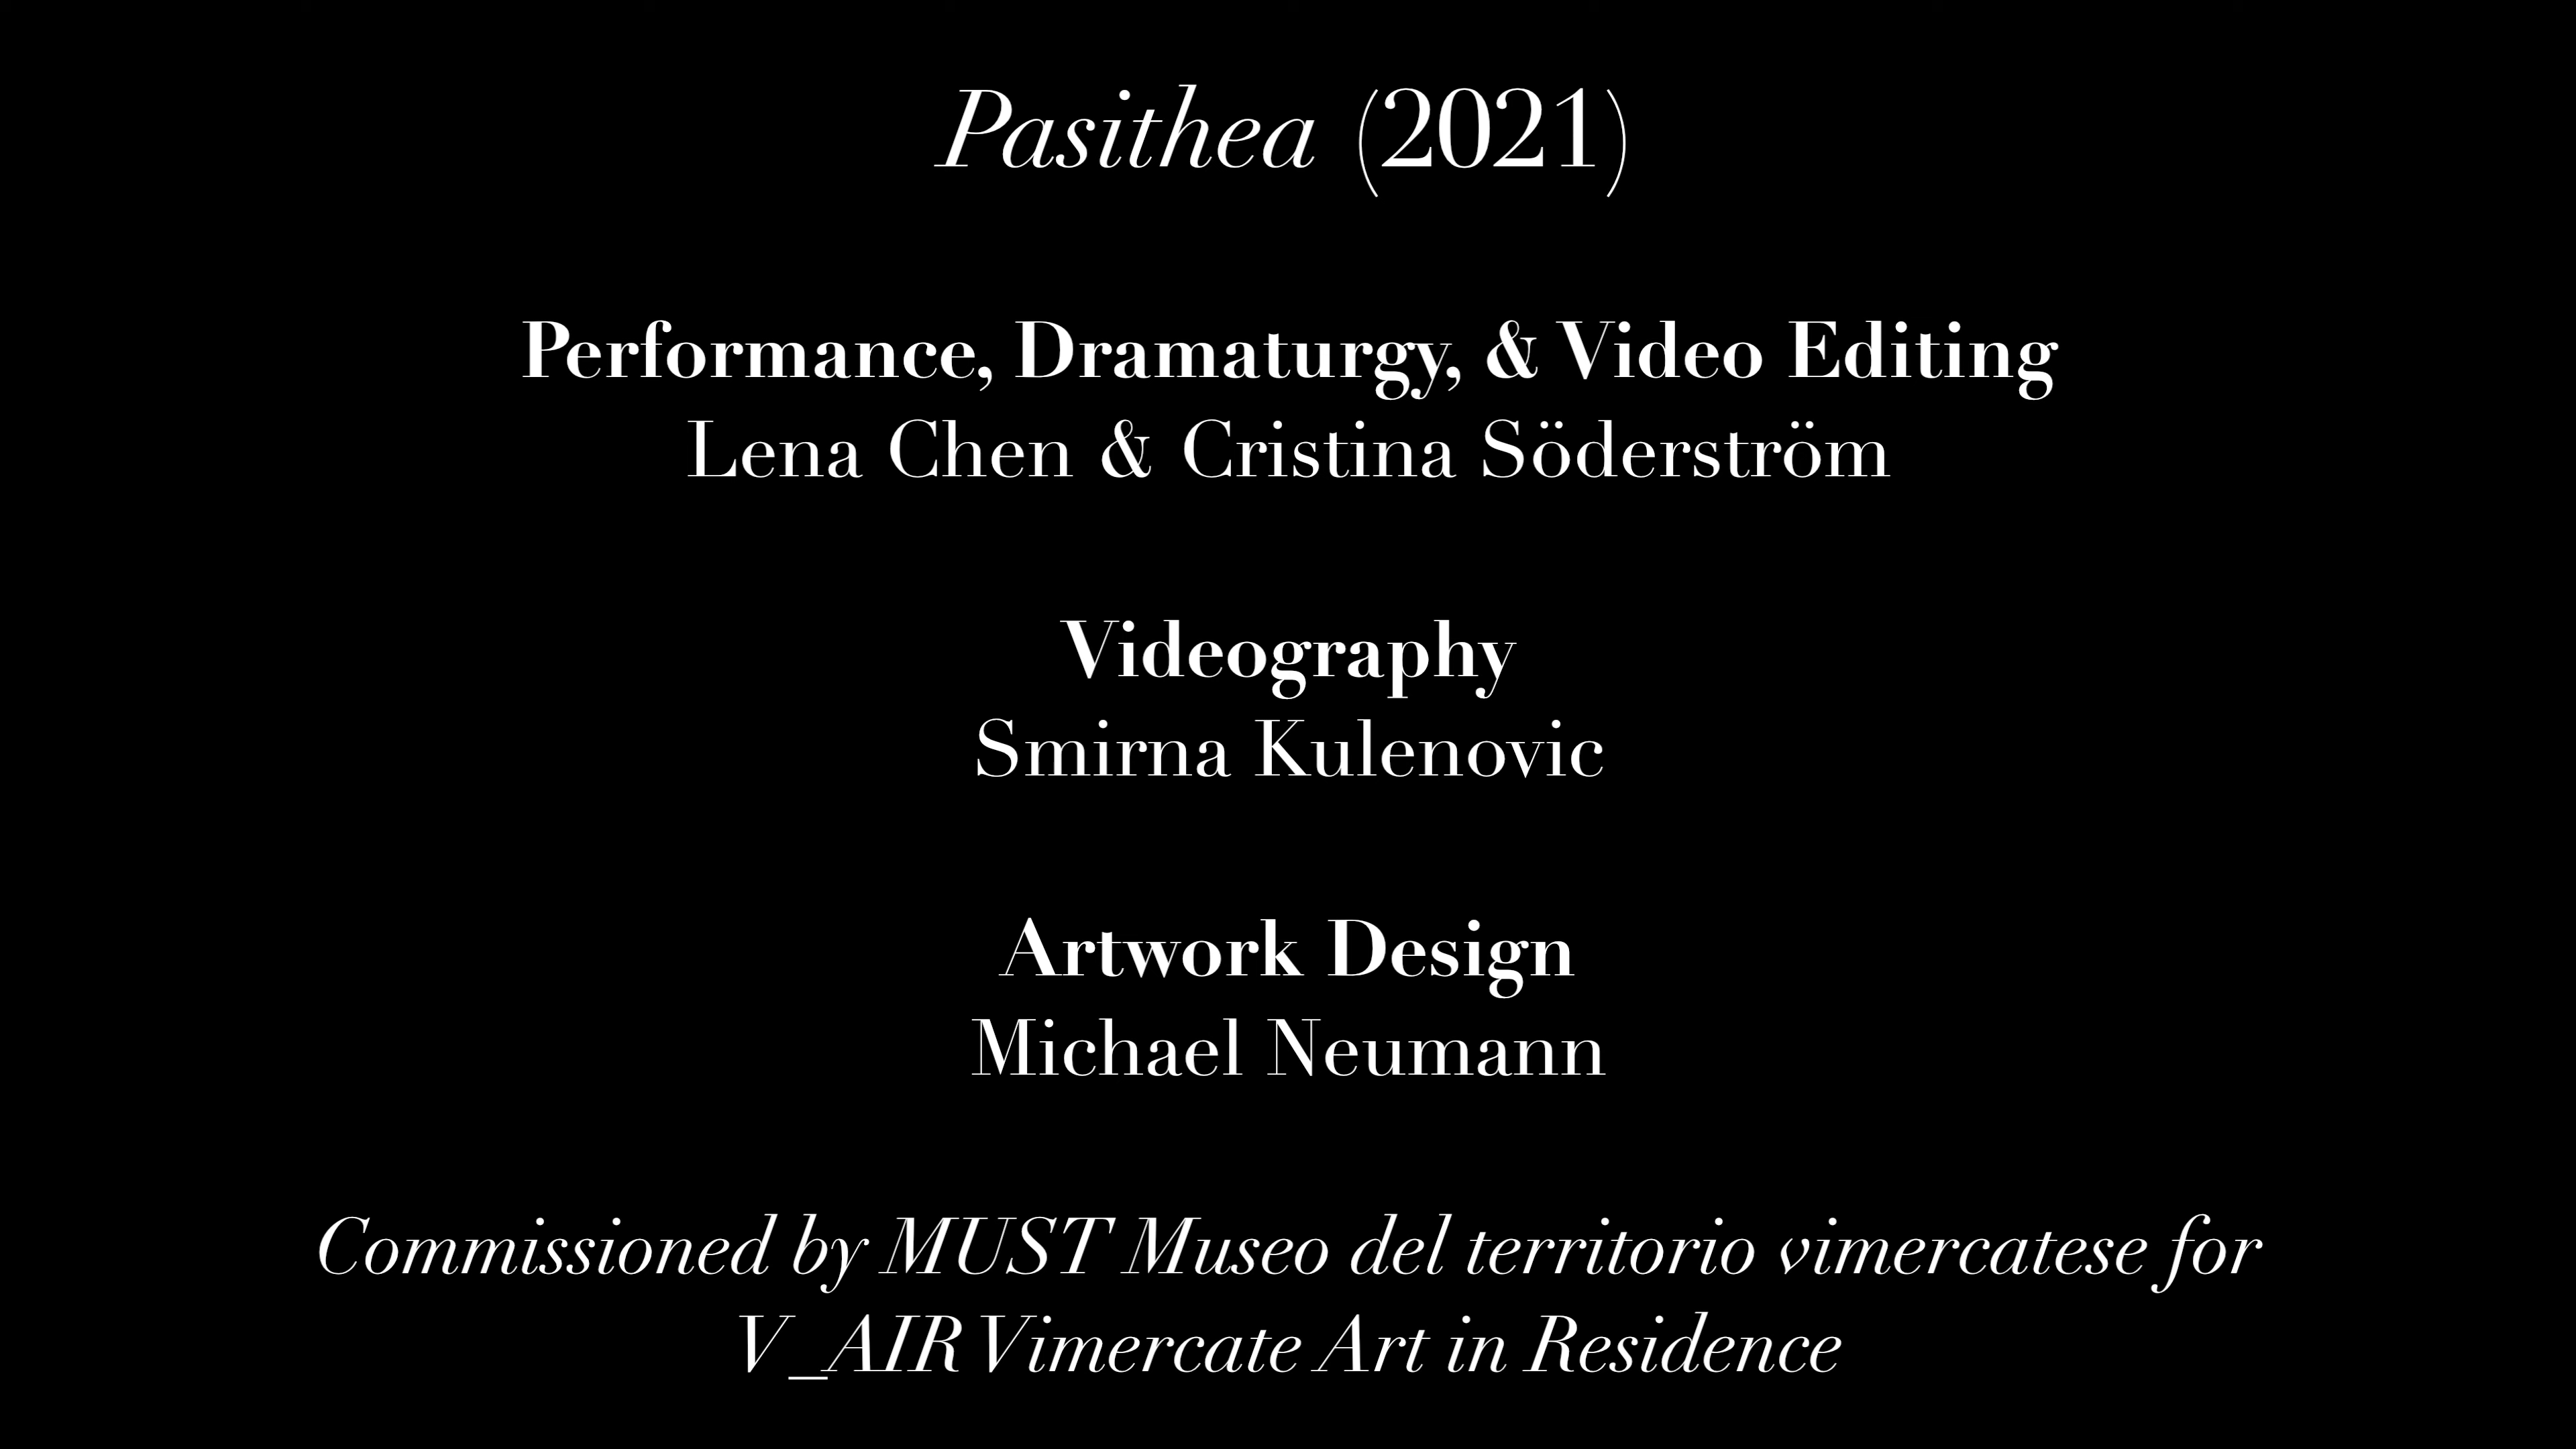 Pasithea (2021)
Performance, Dramaturgy, & Video Editing
Lena Chen & Cristina Söderström
Videography
Smirna Kulenovic
Artwork Design
Michael Neumann
Commissioned by MUST Museo del territorio vimercatese for
V_AIR Vimercate Art in Residence